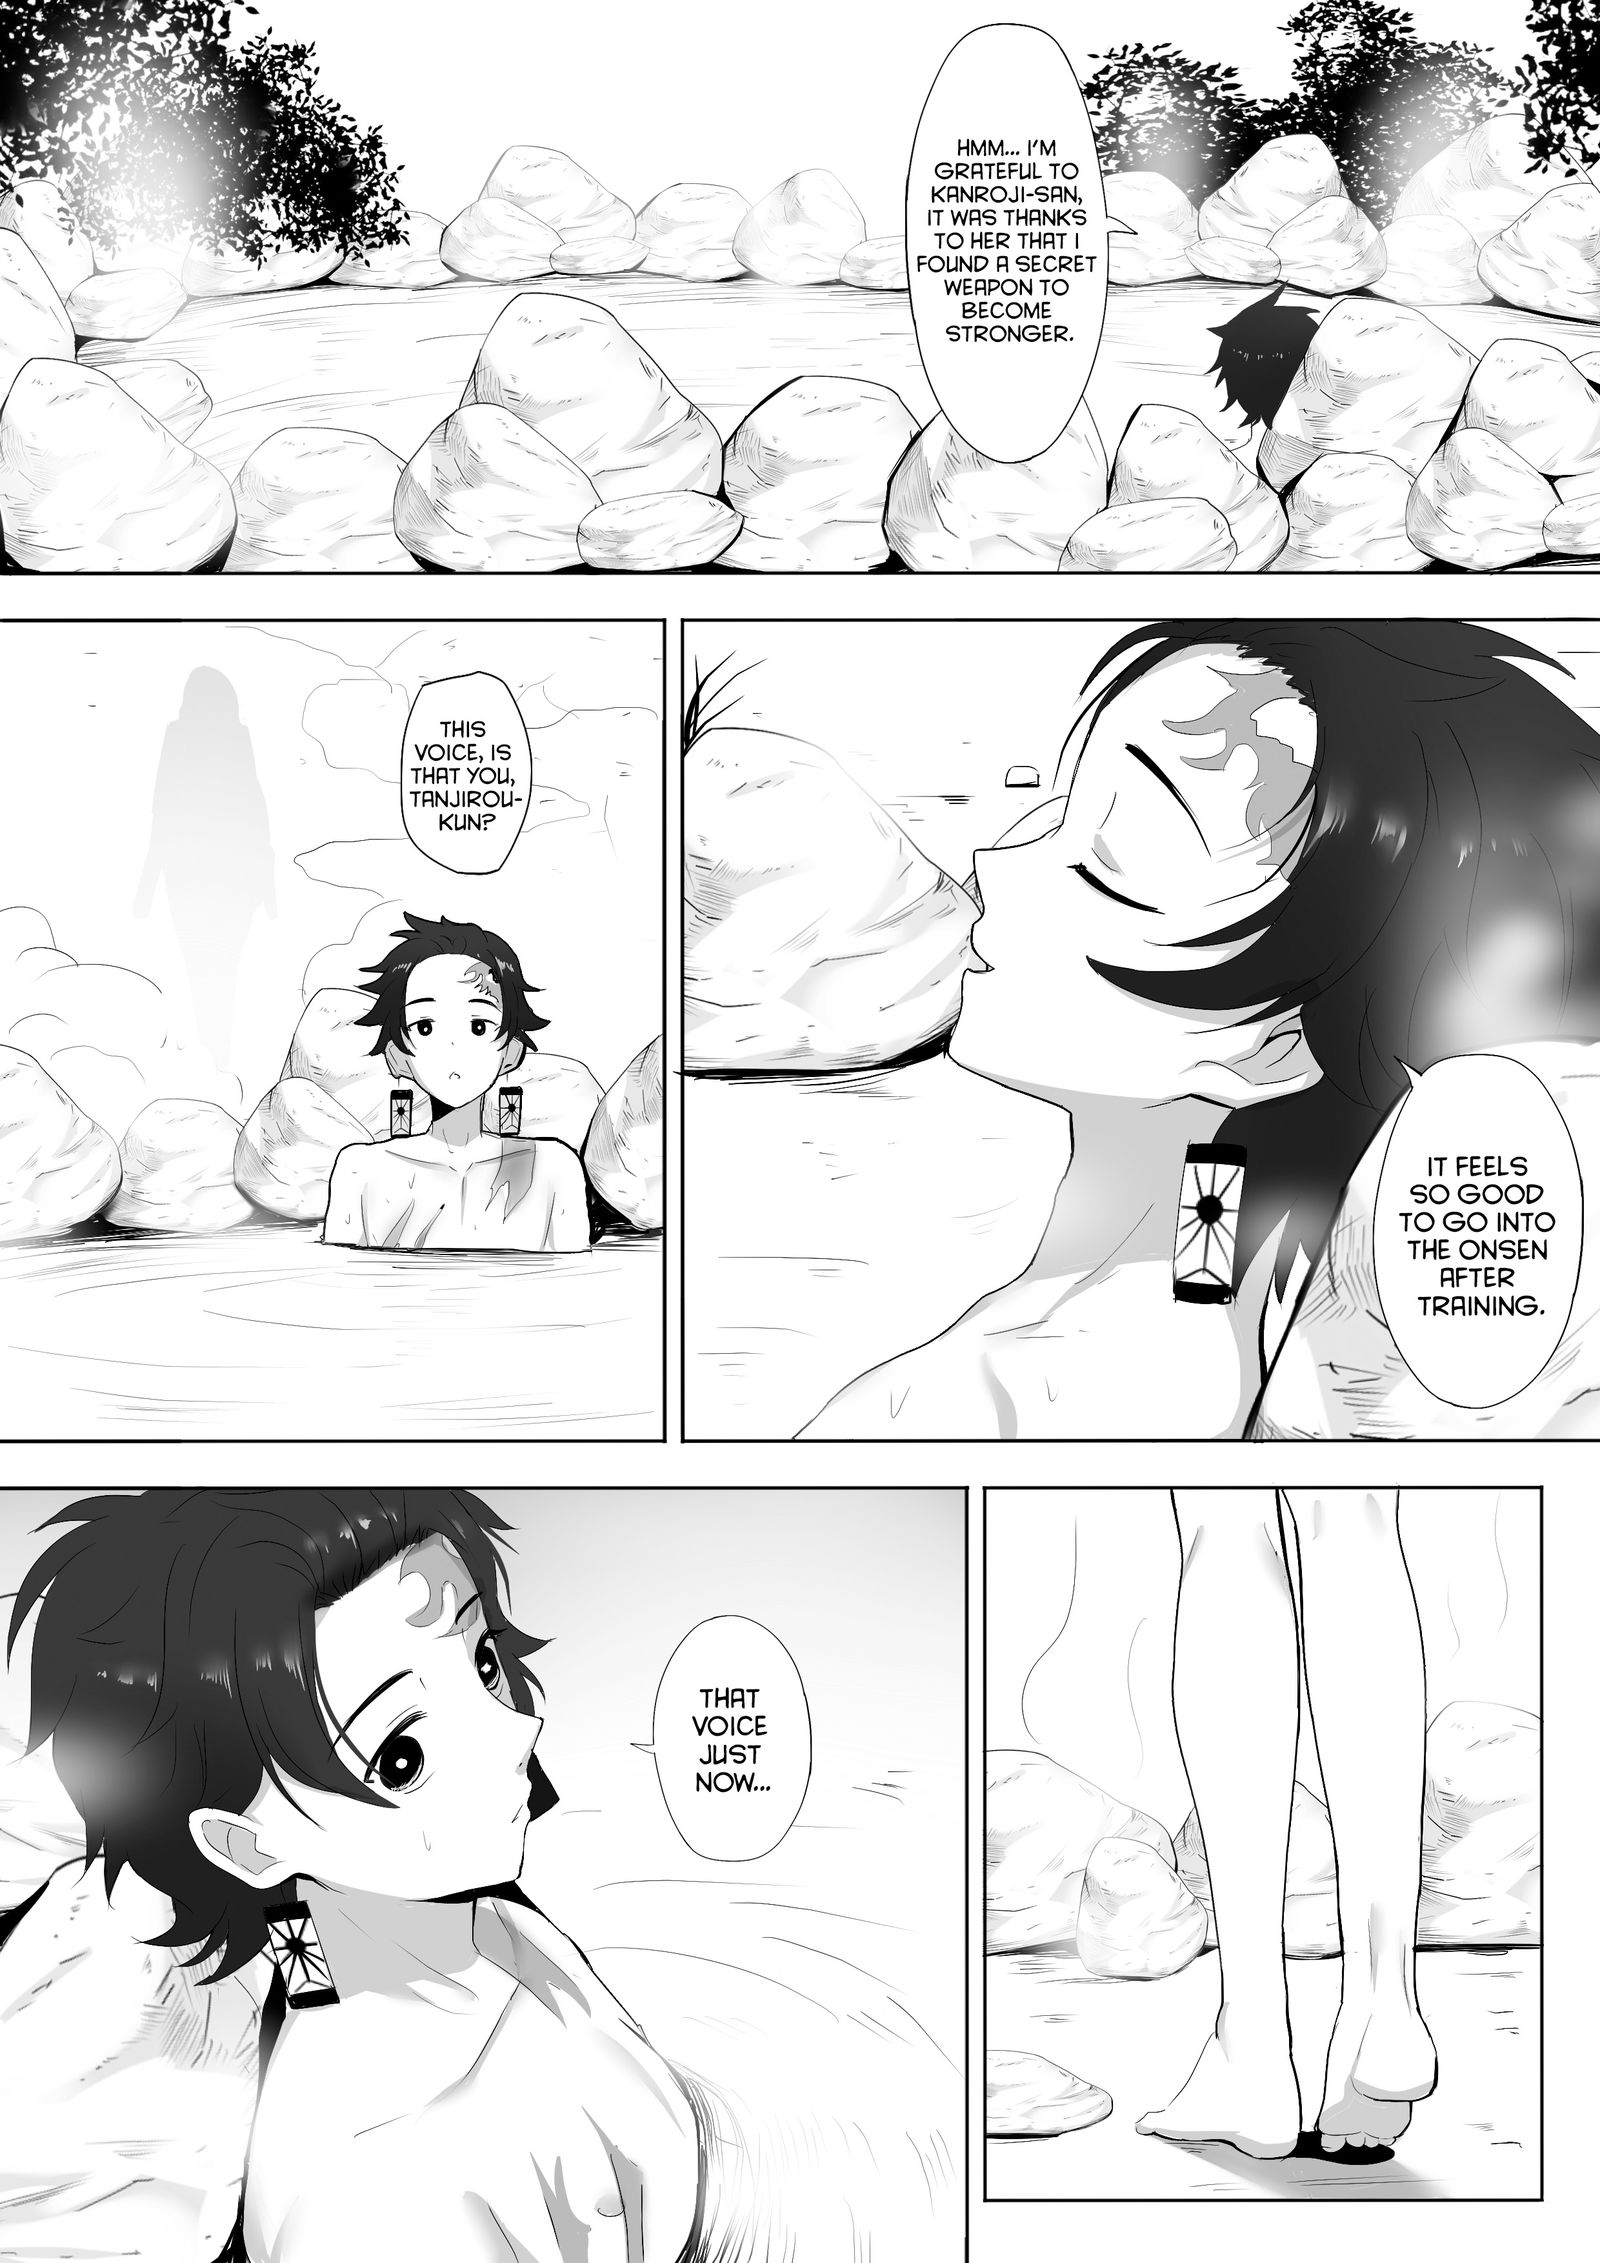 HMM... I'M
GRATEFUL TO
KANROJI-SAN,
IT WAS THANKS
TO HER THAT I
FOUND A SECRET
WEAPON TO
BECOME
STRONGER.
IT FEELS
SO GOOD
TO GO INTO
THE ONSEN
AFTER
TRAINING.
THIS
VOICE, IS
THAT YOU,
TANJIROU-
KUN?
THAT
VOICE
JUST
NOW...